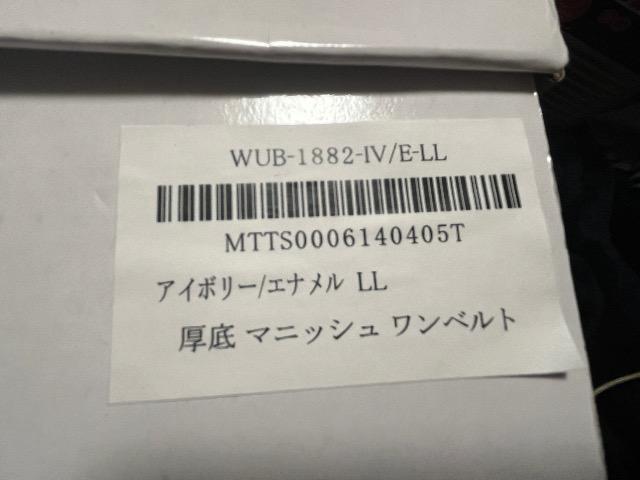 WUB-1882-IV/E-LL
MTTS0006140405T
アイボリー/エナメル LL
厚底 マニッシュ ワンベルト